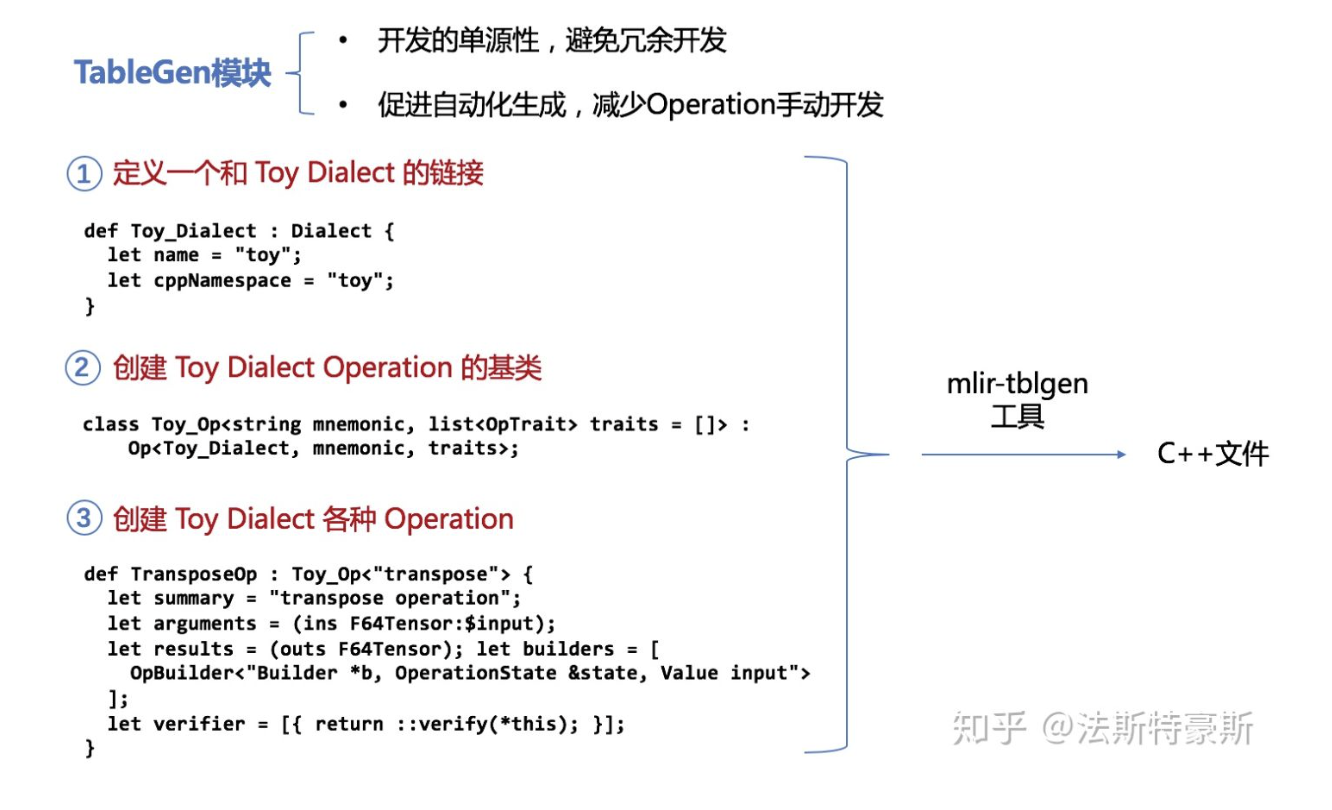 TableGen模块
• 开发的单源性，避免冗余开发
• 促进自动化生成，减少Operation手动开发
① 定义一个和 Toy Dialect 的链接
def Toy_Dialect : Dialect {
let name = "toy";
let cppNamespace = "toy";
}
② 创建 Toy Dialect Operation 的基类
class Toy_Op<string mnemonic, list<OpTrait> traits = []> :
Op<Toy_Dialect, mnemonic, traits>;
③ 创建 Toy Dialect 各种 Operation
def TransposeOp : Toy_Op<"transpose"> {
let summary = "transpose operation";
let arguments = (ins F64Tensor:$input);
let results = (outs F64Tensor); let builders = [
OpBuilder<"Builder *b, OperationState &state, Value input">
];
let verifier = [{ return ::verify(*this); }];
}
mlir-tblgen
工具
C++文件
知乎 @法斯特豪斯